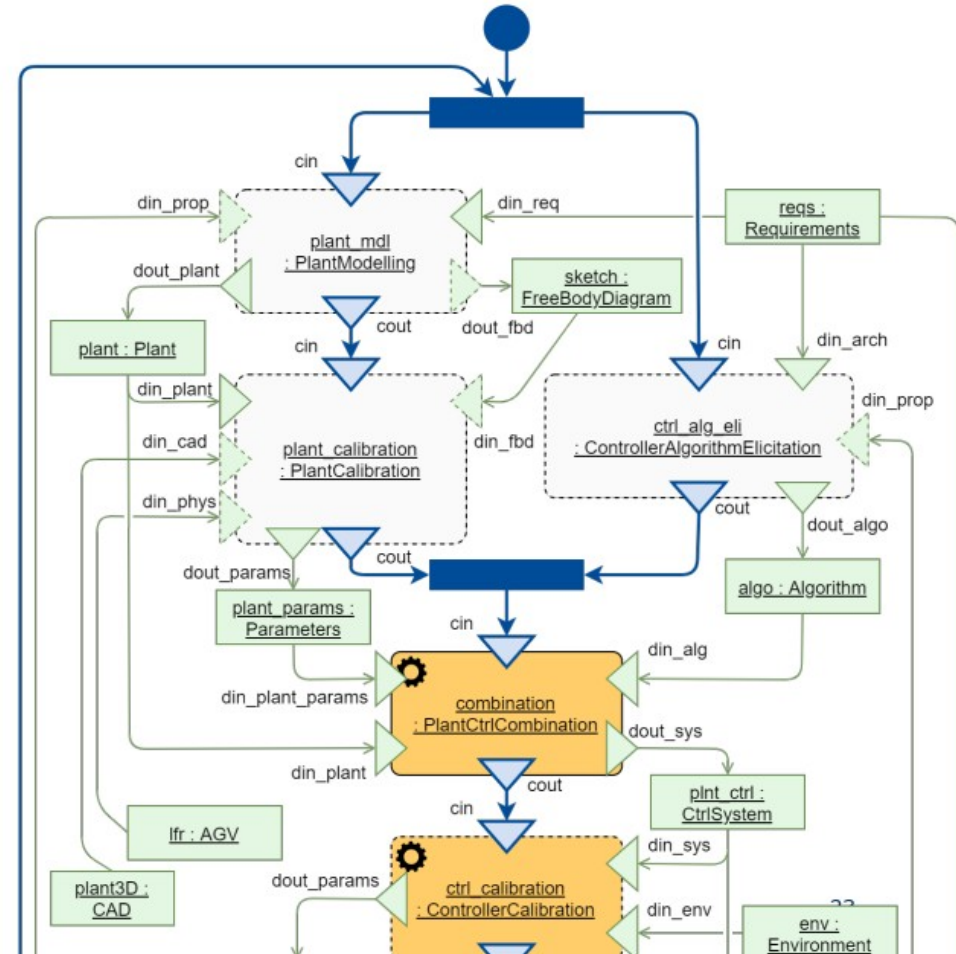 cin
din_prop
din_req
reqs :
Requirements
plant_mdl
: PlantModelling
dout_plant
sketch :
FreeBodyDiagram
dout_fbd
cout
plant : Plant
cin
cin
din_arch
din_plant
din_prop
din_cad
din_fbd
plant_calibration
: PlantCalibration
ctrl_alg_eli
: ControllerAlgorithmElicitation
din_phys
cout
dout_algo
cout
dout_params
algo : Algorithm
plant_params :
Parameters
cin
din_alg
din_plant_params
combination
: PlantCtrlCombination
dout_sys
din_plant
cout
plnt_ctrl :
CtrlSystem
cin
lfr : AGV
din_sys
plant3D :
CAD
dout_params
ctrl_calibration
: ControllerCalibration
din_env
env :
Environment